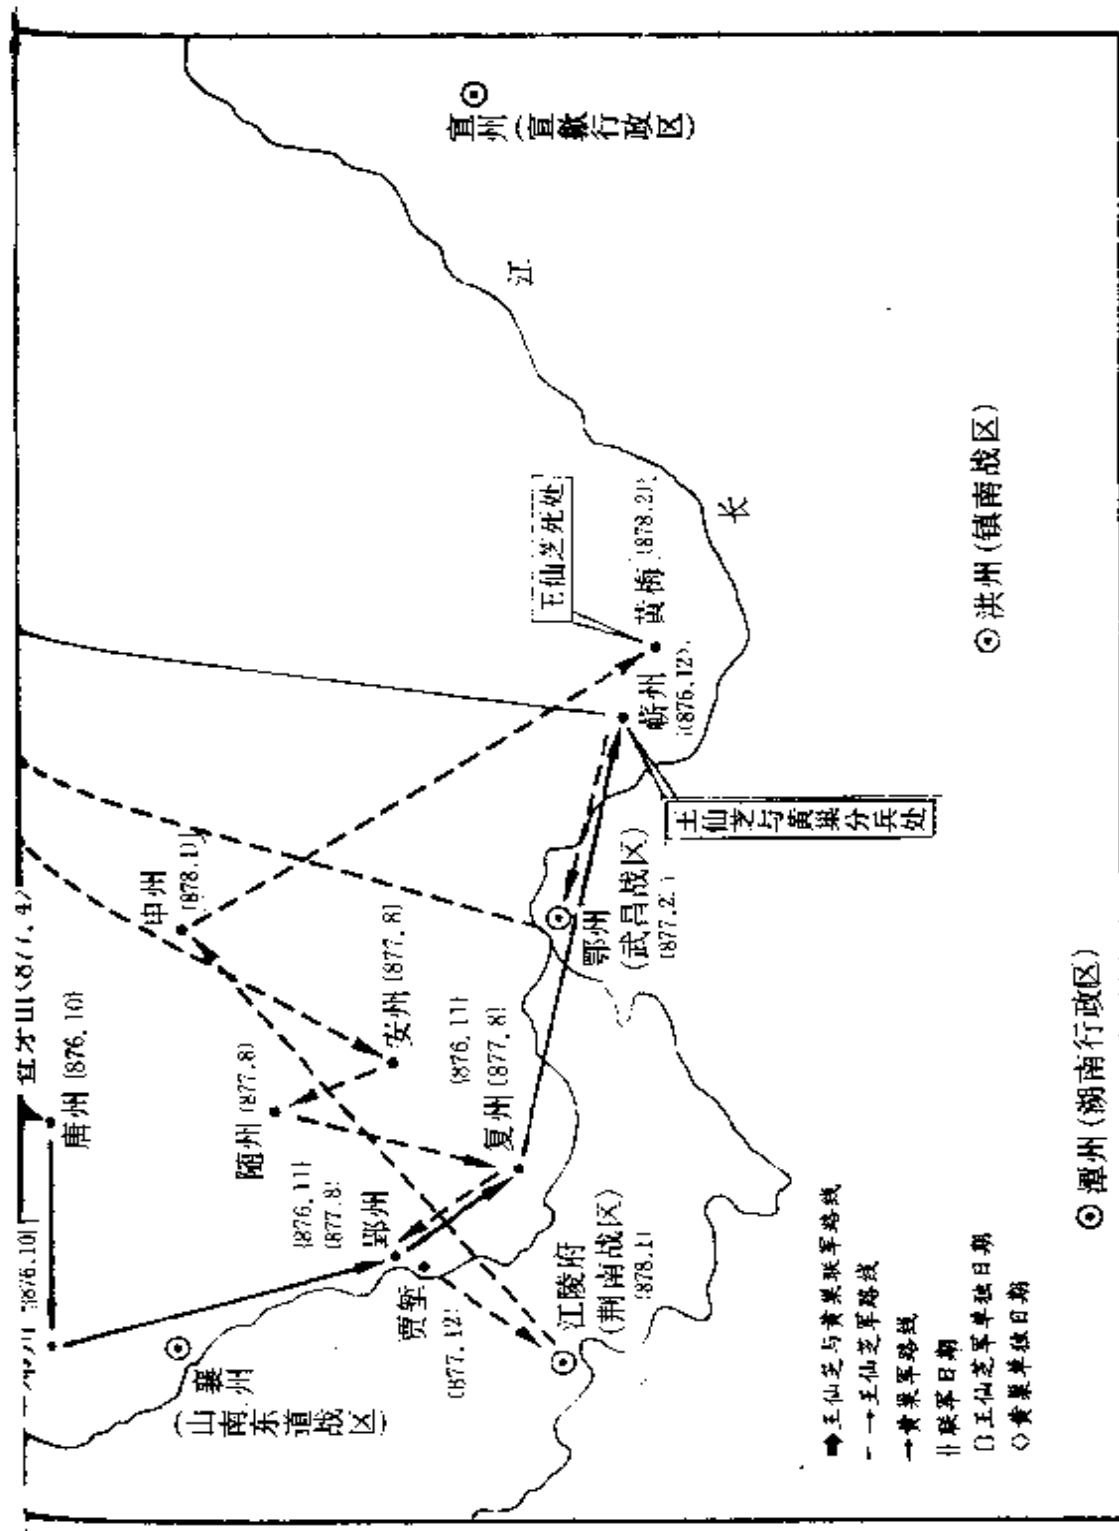 查牙山〈877.4〉
唐州{876.10}
{876.10}
申州
[878.1]
随州[877.8]
安州[877.8]
{876.11}
复州[877.8]
{876.11}
[877.8]
郢州
贾堑
[877.12]
襄州
(山南东道战区)
江陵府
(荆南战区)
[878.1]
鄂州
(武昌战区)
[877.2]
蕲州
{876.12}
黄梅[878.2]
王仙芝死处
王仙芝与黄巢分兵处
宣州(宣歙行政区)
江
长
洪州(镇南战区)
潭州(湖南行政区)
王仙芝与黄巢联军路线
王仙芝军路线
黄巢军路线
{}联军日期
[]王仙芝军单独日期
〈〉黄巢单独日期